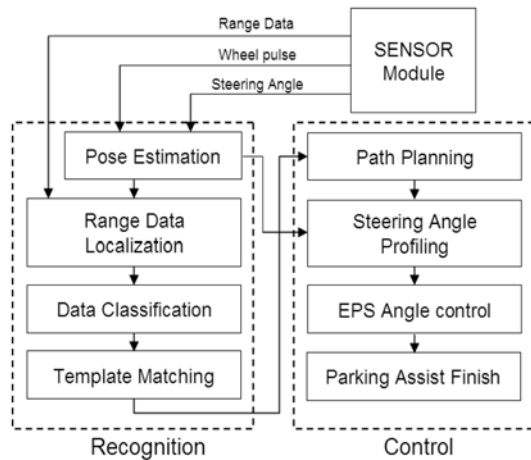 Range Data
Wheel pulse
Steering Angle
SENSOR
Module
Pose Estimation
Range Data
Localization
Data Classification
Template Matching
Recognition
Path Planning
Steering Angle
Profiling
EPS Angle control
Parking Assist Finish
Control